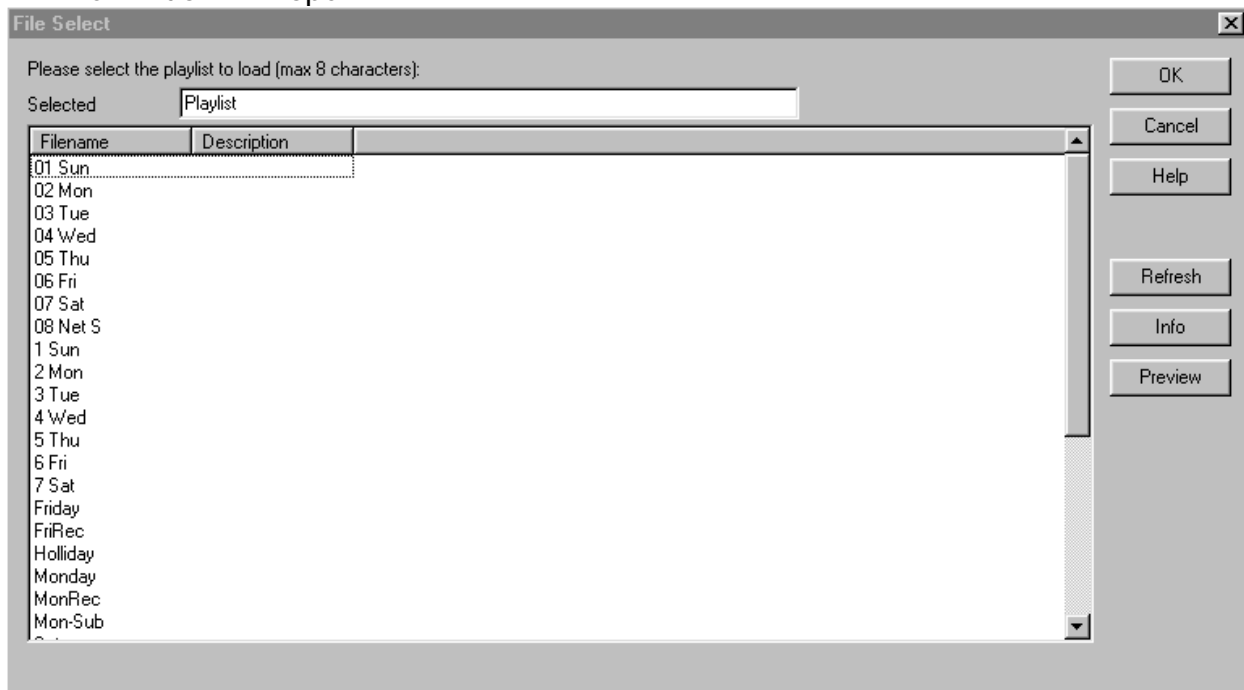 File Select
Please select the playlist to load (max 8 characters):
Selected Playlist
Filename Description
01 Sun
02 Mon
03 Tue
04 Wed
05 Thu
06 Fri
07 Sat
08 Net S
1 Sun
2 Mon
3 Tue
4 Wed
5 Thu
6 Fri
7 Sat
Friday
FriRec
Holliday
Monday
MonRec
Mon-Sub
OK
Cancel
Help
Refresh
Info
Preview